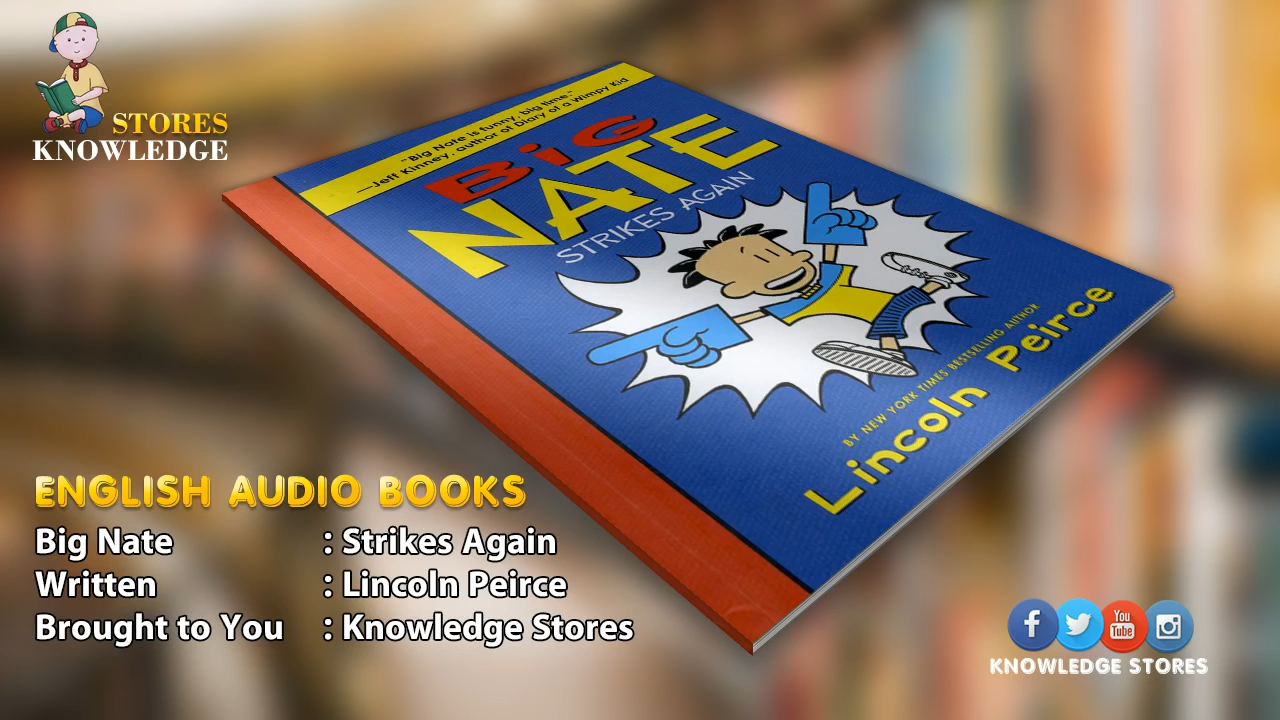 STORES
KNOWLEDGE
"Big Nate is funny, big time."
—Jeff Kinney, author of Diary of a Wimpy Kid
BiG
NATE
STRIKES AGAIN
BY NEW YORK TIMES BESTSELLING AUTHOR
Lincoln Peirce
ENGLISH AUDIO BOOKS
Big Nate : Strikes Again
Written : Lincoln Peirce
Brought to You : Knowledge Stores
f
You
Tube
KNOWLEDGE STORES